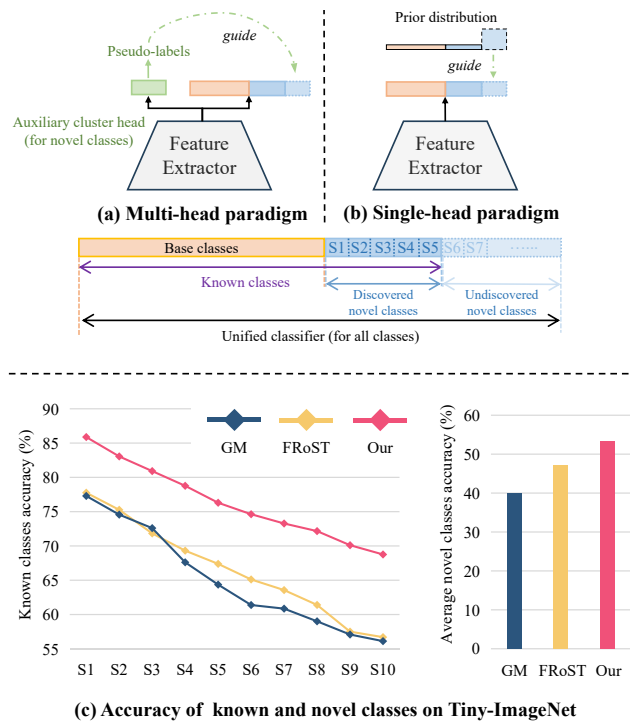 Prior distribution
guide
guide
Pseudo-labels
Auxiliary cluster head
(for novel classes)
Feature
Extractor
Feature
Extractor
(a) Multi-head paradigm
(b) Single-head paradigm
Base classes
S1 S2 S3 S4 S5 S6 S7 ......
Known classes
Discovered
novel classes
Undiscovered
novel classes
Unified classifier (for all classes)
Known classes accuracy (%)
90
85
80
75
70
65
60
55
GM FRoST Our
S1 S2 S3 S4 S5 S6 S7 S8 S9 S10
Average novel classes accuracy (%)
60
50
40
30
20
10
0
GM FRoST Our
(c) Accuracy of known and novel classes on Tiny-ImageNet